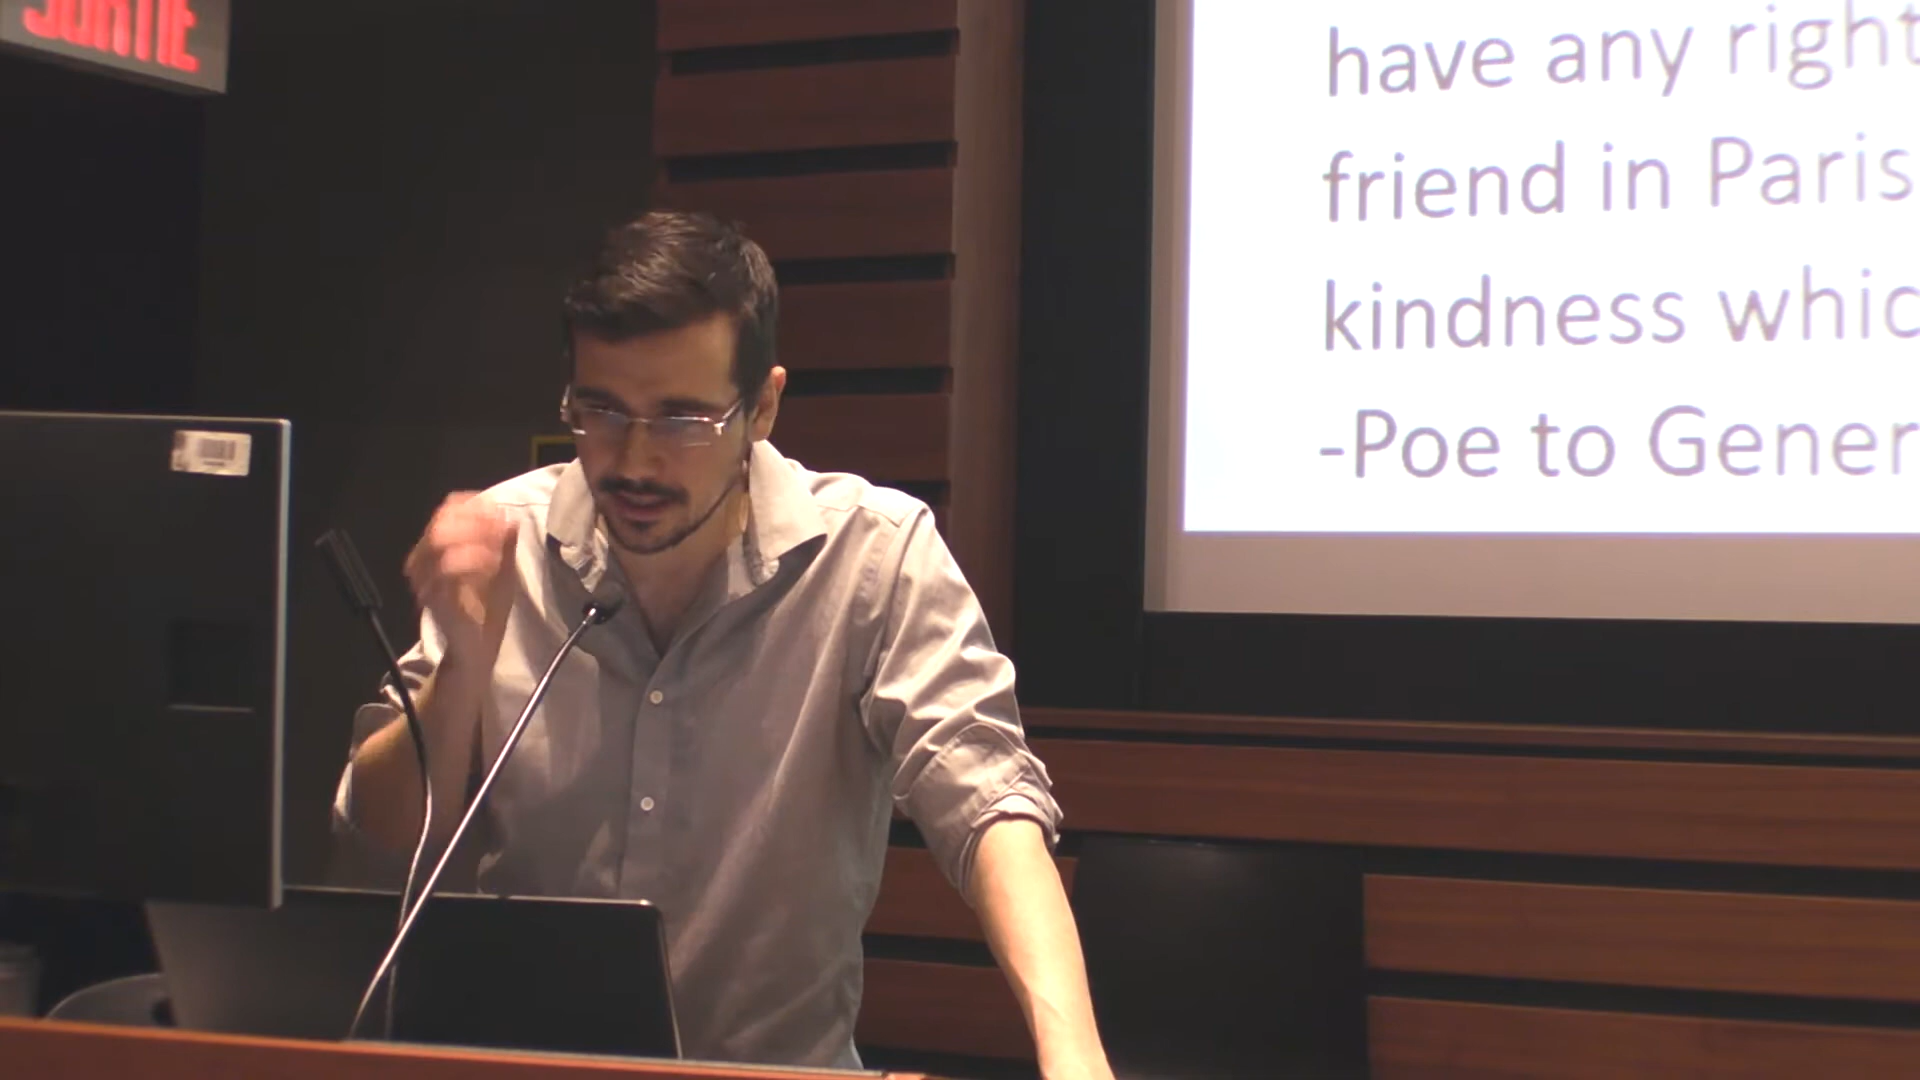 SORTIE
have any right
friend in Paris
kindness whic
-Poe to Gener